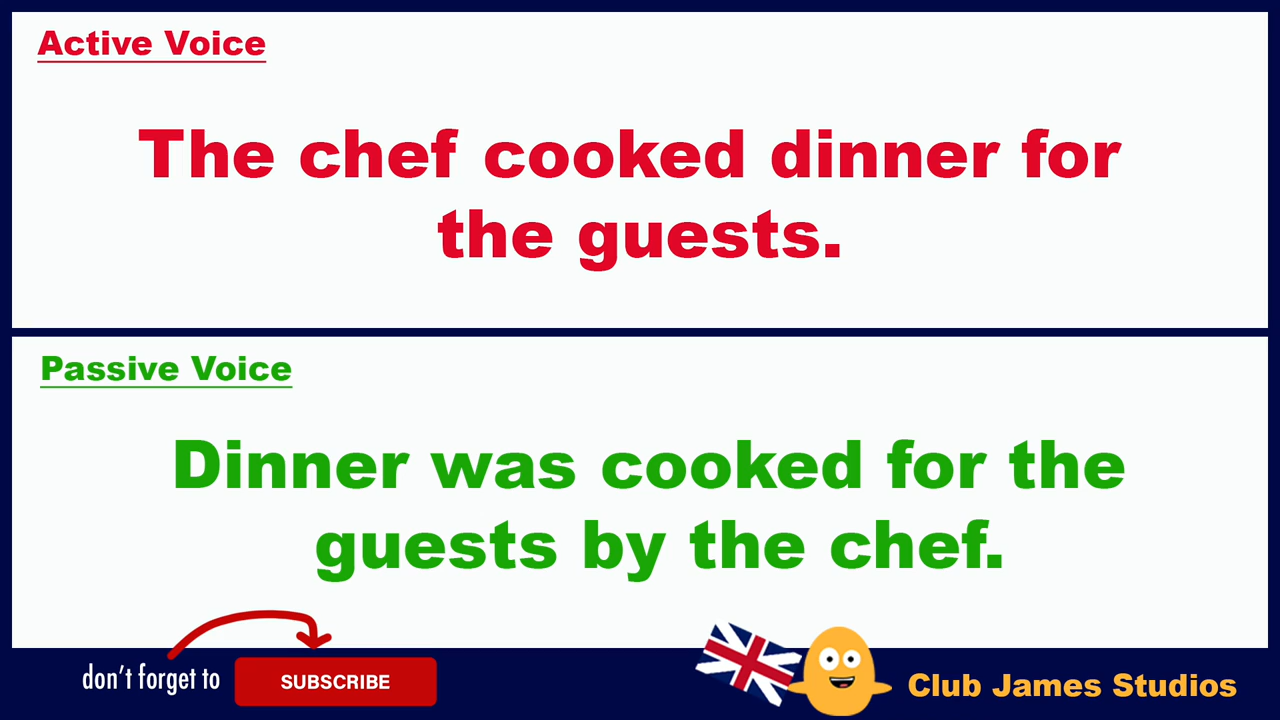 Active Voice
The chef cooked dinner for
the guests.
Passive Voice
Dinner was cooked for the
guests by the chef.
don't forget to
SUBSCRIBE
Club James Studios